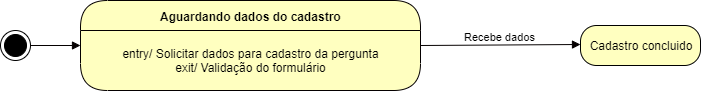 Aguardando dados do cadastro
entry/ Solicitar dados para cadastro da pergunta
exit/ Validação do formulário
Recebe dados
Cadastro concluido